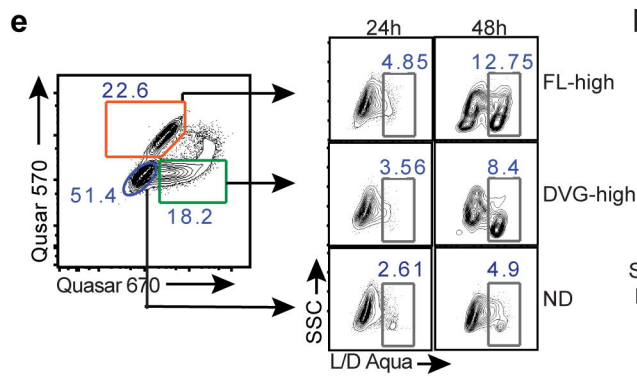 e
24h 48h
22.6
4.85 12.75 FL-high
Qusar 570
51.4
18.2
3.56 8.4 DVG-high
Quasar 670
2.61 4.9 ND
SSC
L/D Aqua